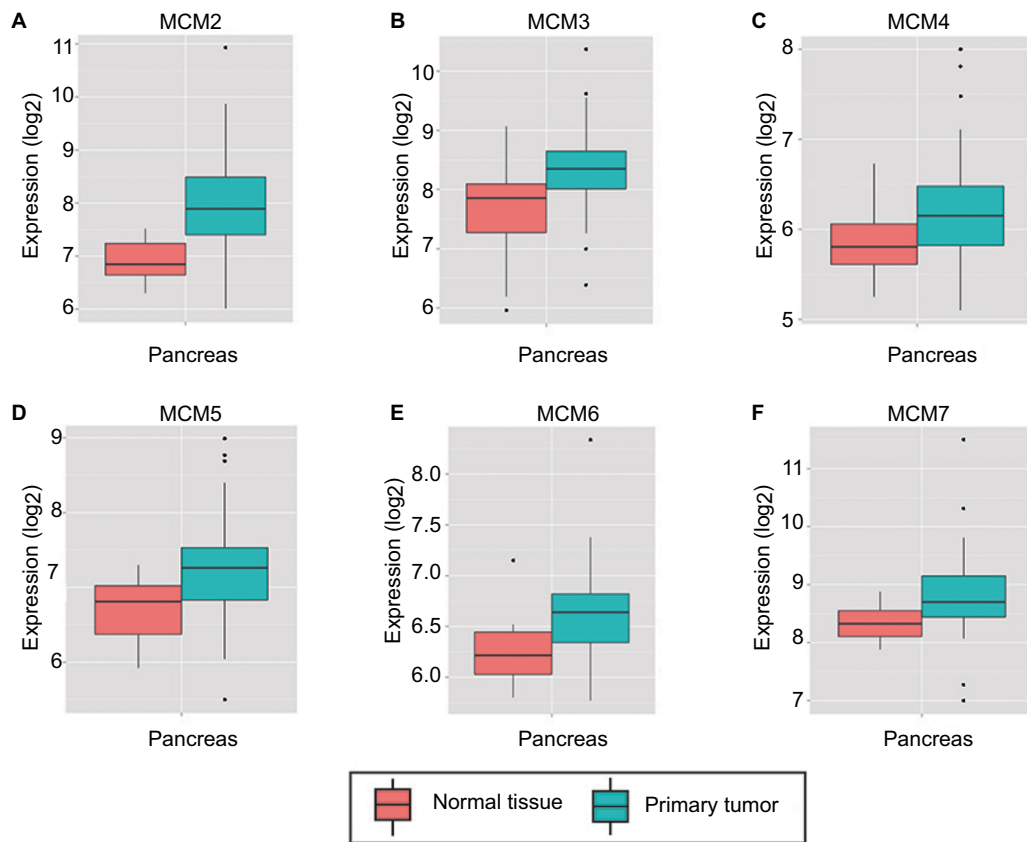 A MCM2
Expression (log2)
11
10
9
8
7
6
Pancreas
B MCM3
Expression (log2)
10
9
8
7
6
Pancreas
C MCM4
Expression (log2)
8
7
6
5
Pancreas
D MCM5
Expression (log2)
9
8
7
6
Pancreas
E MCM6
Expression (log2)
8.0
7.5
7.0
6.5
6.0
Pancreas
F MCM7
Expression (log2)
11
10
9
8
7
Pancreas
Normal tissue Primary tumor